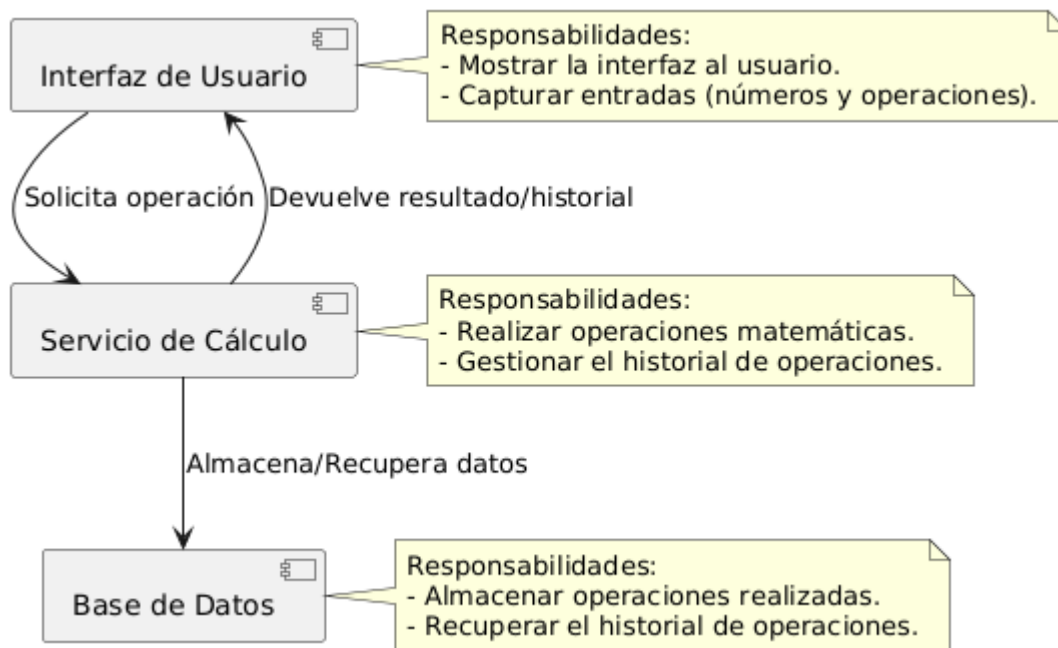 Interfaz de Usuario
Responsabilidades:
- Mostrar la interfaz al usuario.
- Capturar entradas (números y operaciones).
Solicita operación
Devuelve resultado/historial
Servicio de Cálculo
Responsabilidades:
- Realizar operaciones matemáticas.
- Gestionar el historial de operaciones.
Almacena/Recupera datos
Base de Datos
Responsabilidades:
- Almacenar operaciones realizadas.
- Recuperar el historial de operaciones.